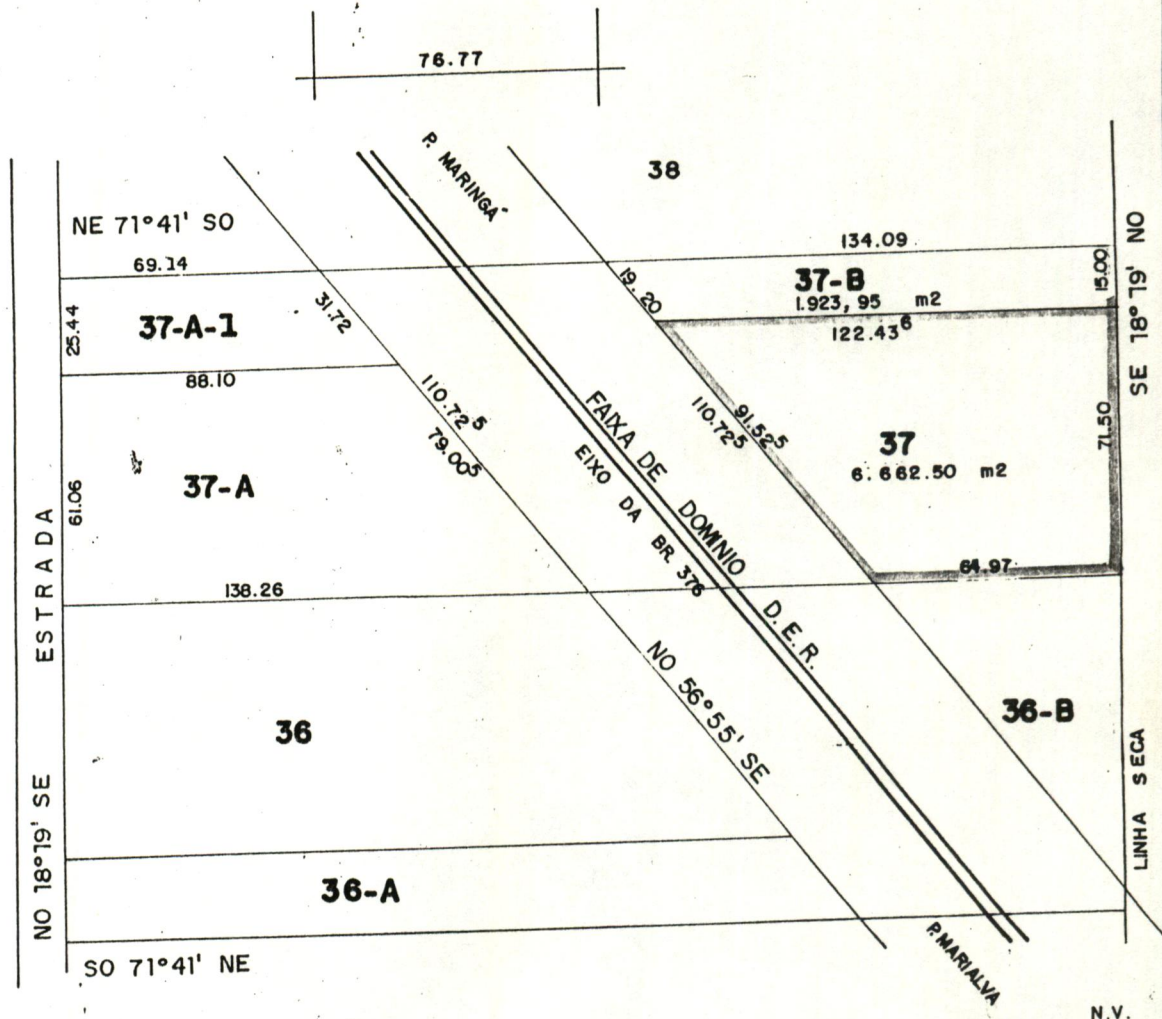 76.77
P. MARINGÁ
38
NE 71°41' SO
134.09
69.14
37-B
1.923,95 m2
15.00
SE 18°19' NO
19.20
31.72
25.44
37-A-1
122.43⁶
88.10
110.72⁵
79.00⁵
FAIXA DE DOMINIO D.E.R.
EIXO DA BR. 376
91.52⁵
110.72⁵
37
6.662.50 m2
71.50
37-A
61.06
64.97
138.26
ESTRADA
NO 56°55' SE
36-B
36
LINHA SECA
NO 18°19' SE
36-A
SO 71°41' NE
P. MARIALVA
N.V.